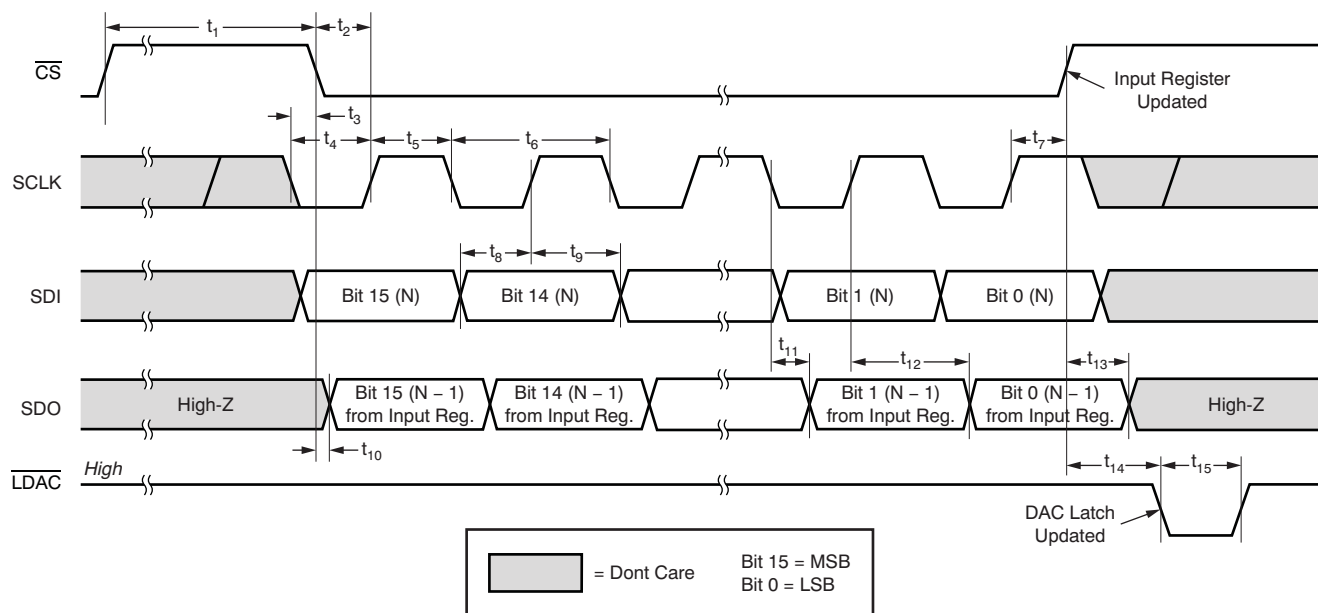 t1
t2
CS
Input Register
Updated
t3
t4
t5
t6
t7
SCLK
t8
t9
SDI
Bit 15 (N)
Bit 14 (N)
Bit 1 (N)
Bit 0 (N)
t11
t12
t13
SDO
High-Z
Bit 15 (N − 1)
from Input Reg.
Bit 14 (N − 1)
from Input Reg.
Bit 1 (N − 1)
from Input Reg.
Bit 0 (N − 1)
from Input Reg.
High-Z
t10
LDAC
High
t14
t15
DAC Latch
Updated
= Dont Care
Bit 15 = MSB
Bit 0 = LSB